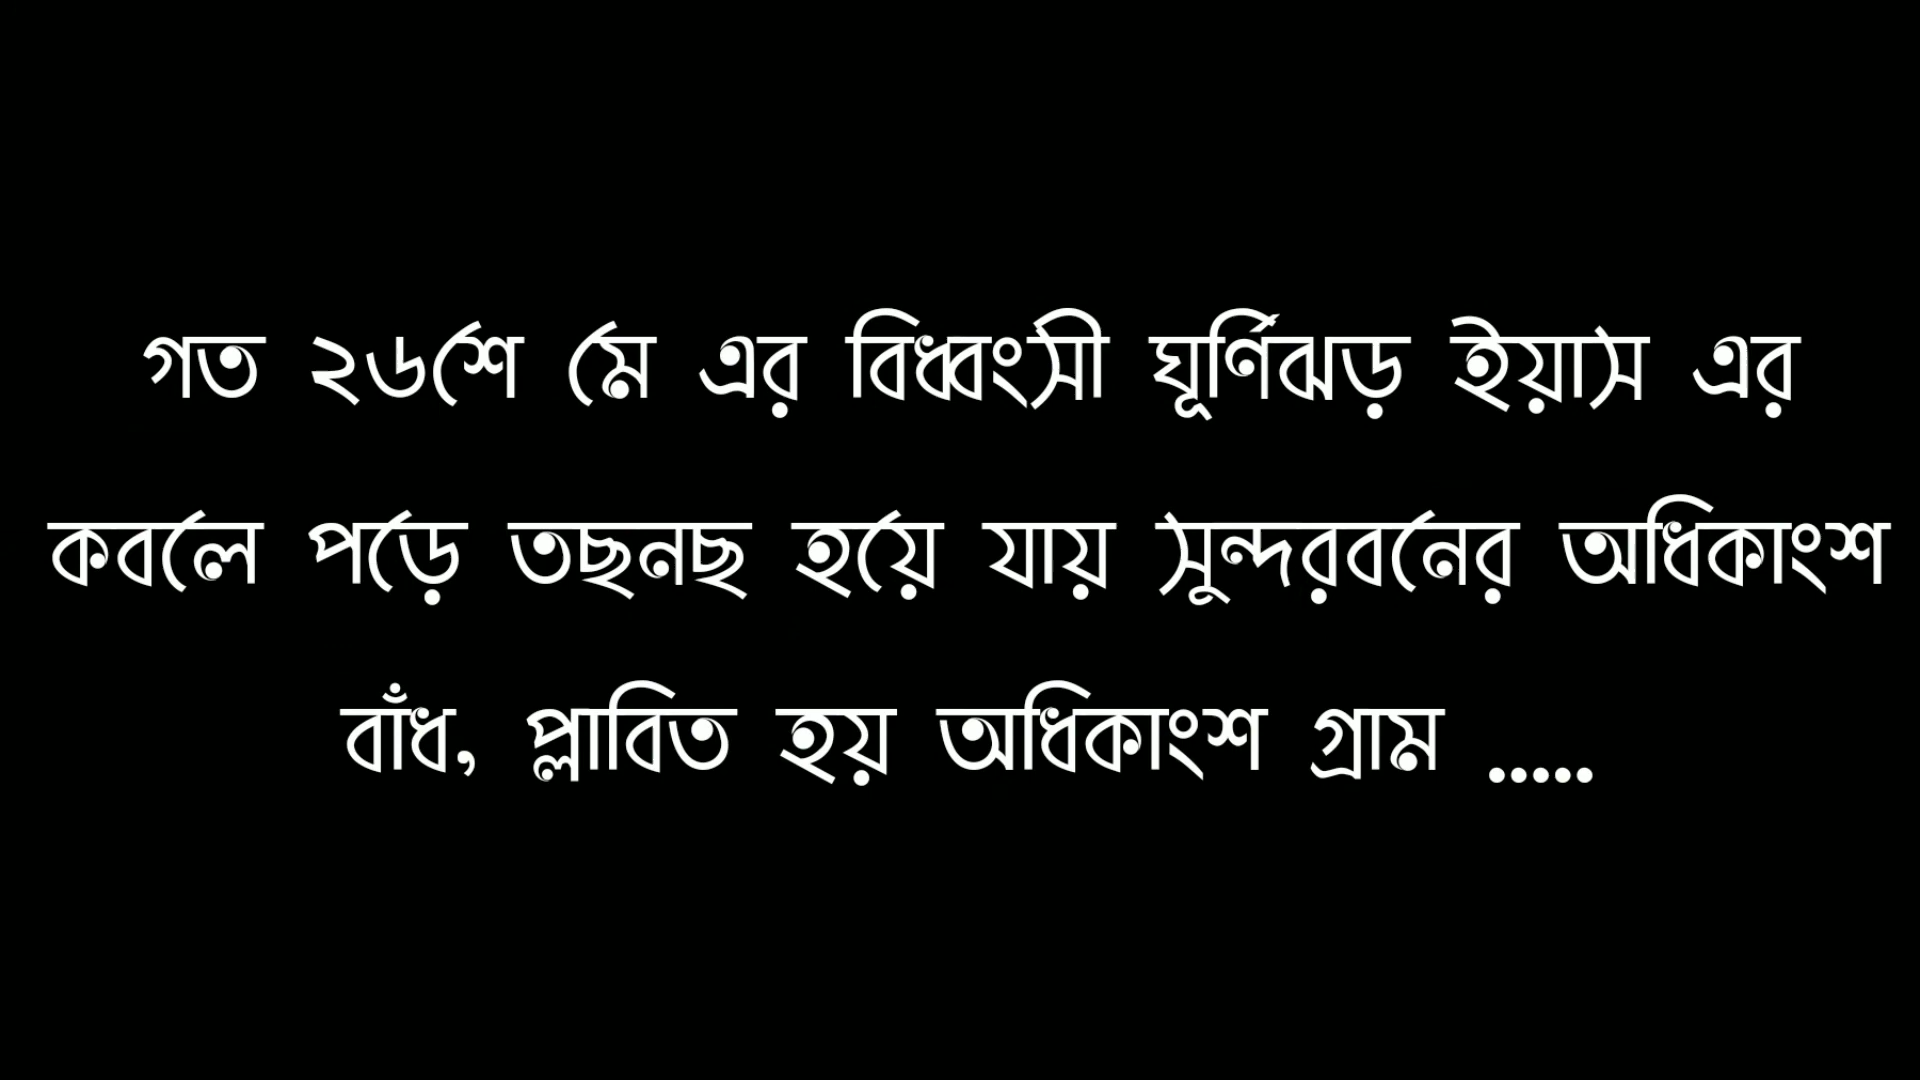 গত ২৬শে মে এর বিধ্বংসী ঘূর্ণিঝড় ইয়াস এর
কবলে পড়ে তছনছ হয়ে যায় সুন্দরবনের অধিকাংশ
বাঁধ, প্লাবিত হয় অধিকাংশ গ্রাম .....